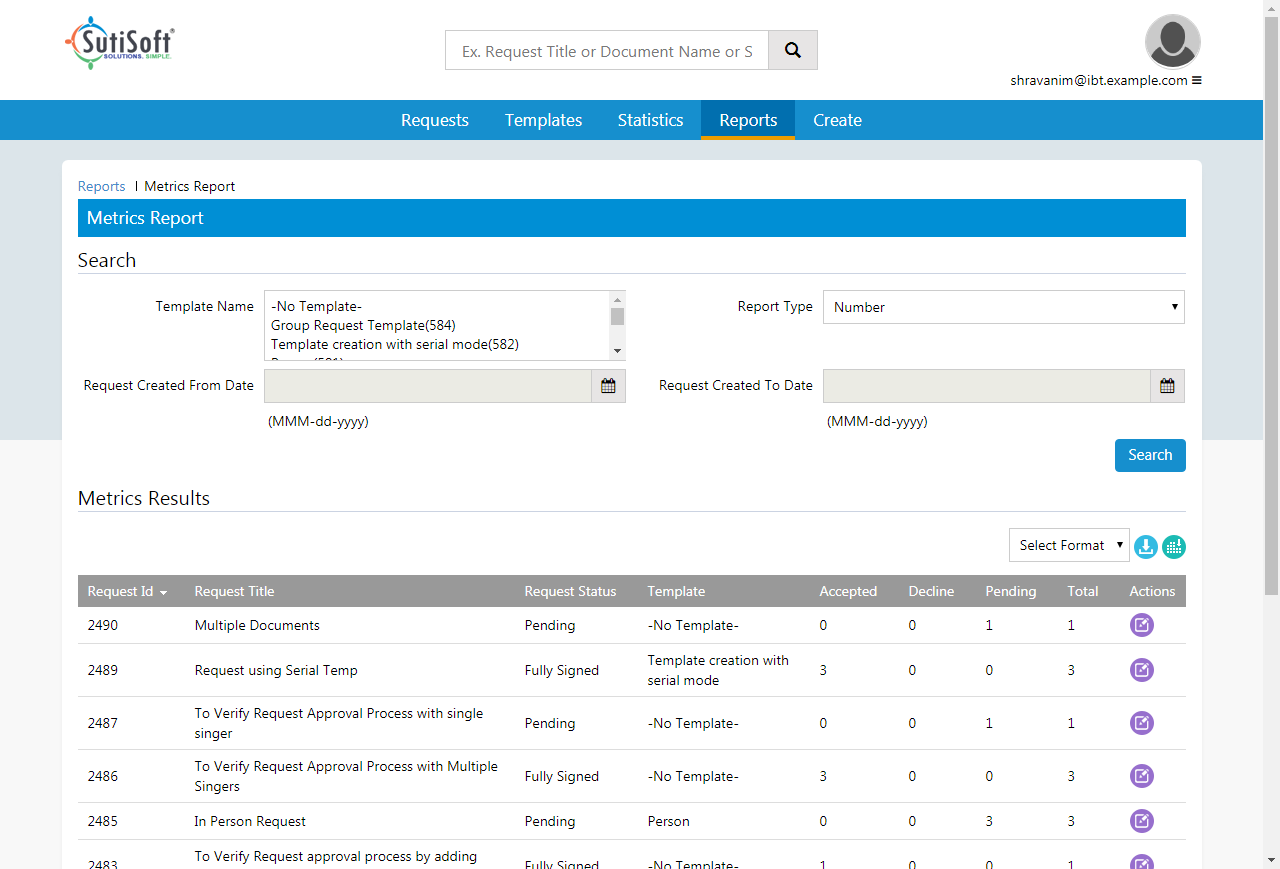 SutiSoft®
SOLUTIONS. SIMPLE.
Ex. Request Title or Document Name or S
shravanim@ibt.example.com
Requests Templates Statistics Reports Create
Reports | Metrics Report
Metrics Report
Search
Template Name
-No Template-
Group Request Template(584)
Template creation with serial mode(582)
Report Type Number
Request Created From Date
(MMM-dd-yyyy)
Request Created To Date
(MMM-dd-yyyy)
Search
Metrics Results
Select Format
Request Id Request Title Request Status Template Accepted Decline Pending Total Actions
2490 Multiple Documents Pending -No Template- 0 0 1 1
2489 Request using Serial Temp Fully Signed Template creation with 3 0 0 3
serial mode
2487 To Verify Request Approval Process with single Pending -No Template- 0 0 1 1
singer
2486 To Verify Request Approval Process with Multiple Fully Signed -No Template- 3 0 0 3
Singers
2485 In Person Request Pending Person 0 0 3 3
2483 To Verify Request approval process by adding Fully Signed -No Template- 1 0 0 1